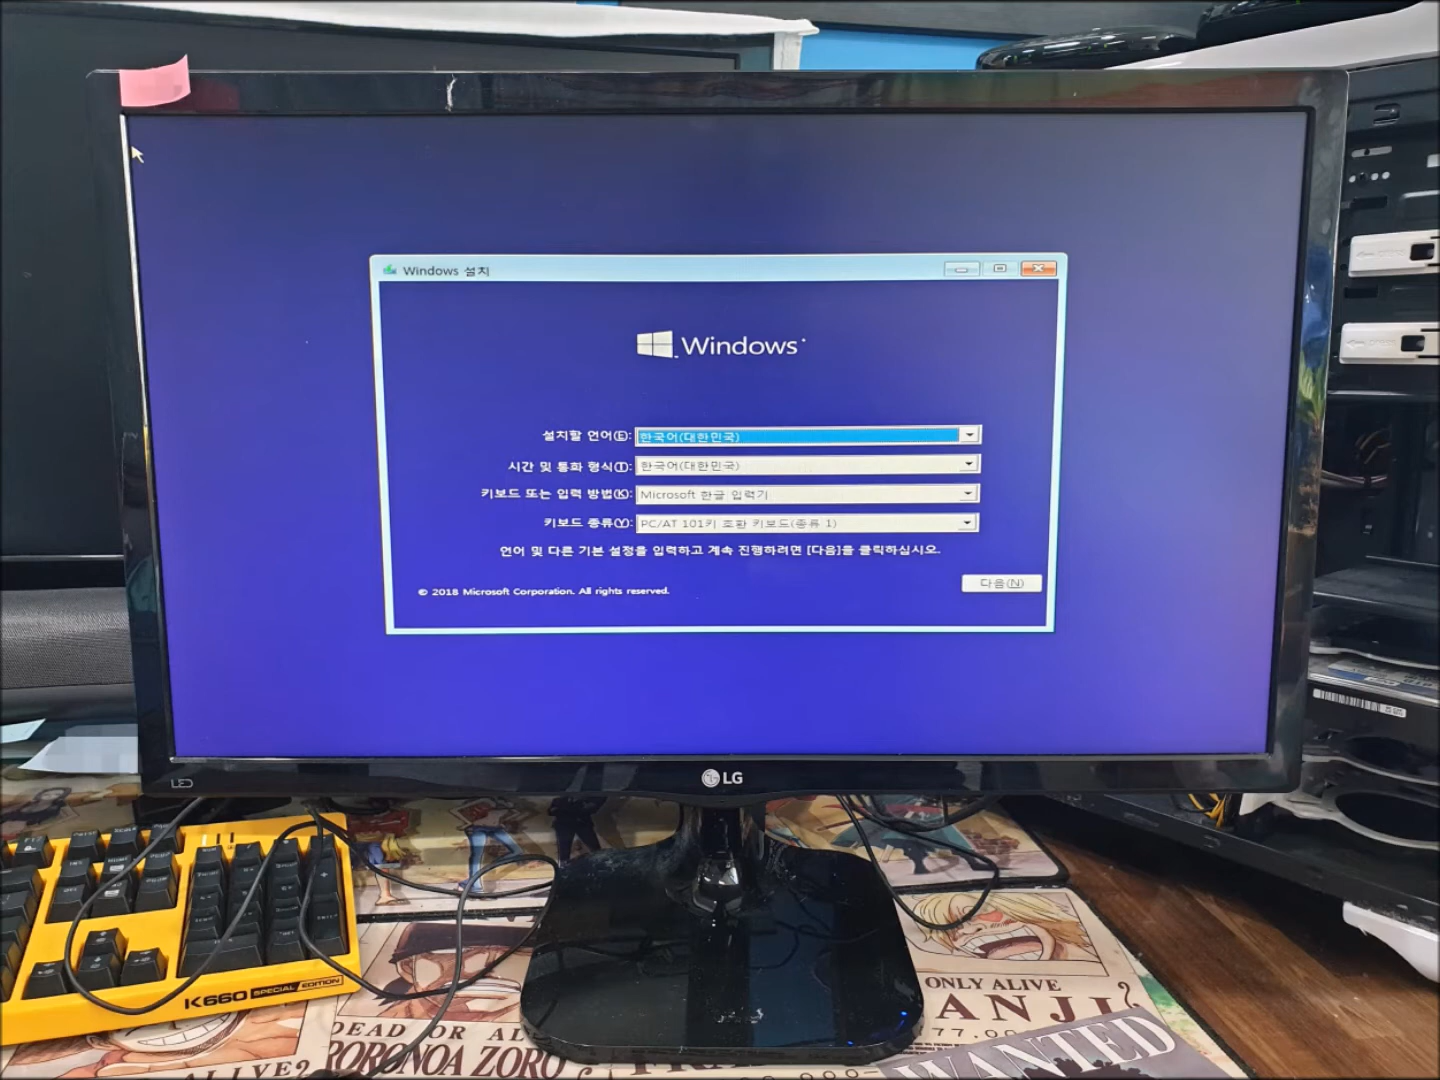 Windows 설치
Windows
설치할 언어(E): 한국어(대한민국)
시간 및 통화 형식(T): 한국어(대한민국)
키보드 또는 입력 방법(K): Microsoft 한글 입력기
키보드 종류(Y): PC/AT 101키 호환 키보드(종류 1)
언어 및 다른 기본 설정을 입력하고 계속 진행하려면 [다음]를 클릭하십시오.
다음(N)
© 2018 Microsoft Corporation. All rights reserved.
LG
K660 SPECIAL EDITION
DEAD OR ALI
RORONOA ZORO
ALIVE?
ONLY ALIVE
ANJI
WANTED